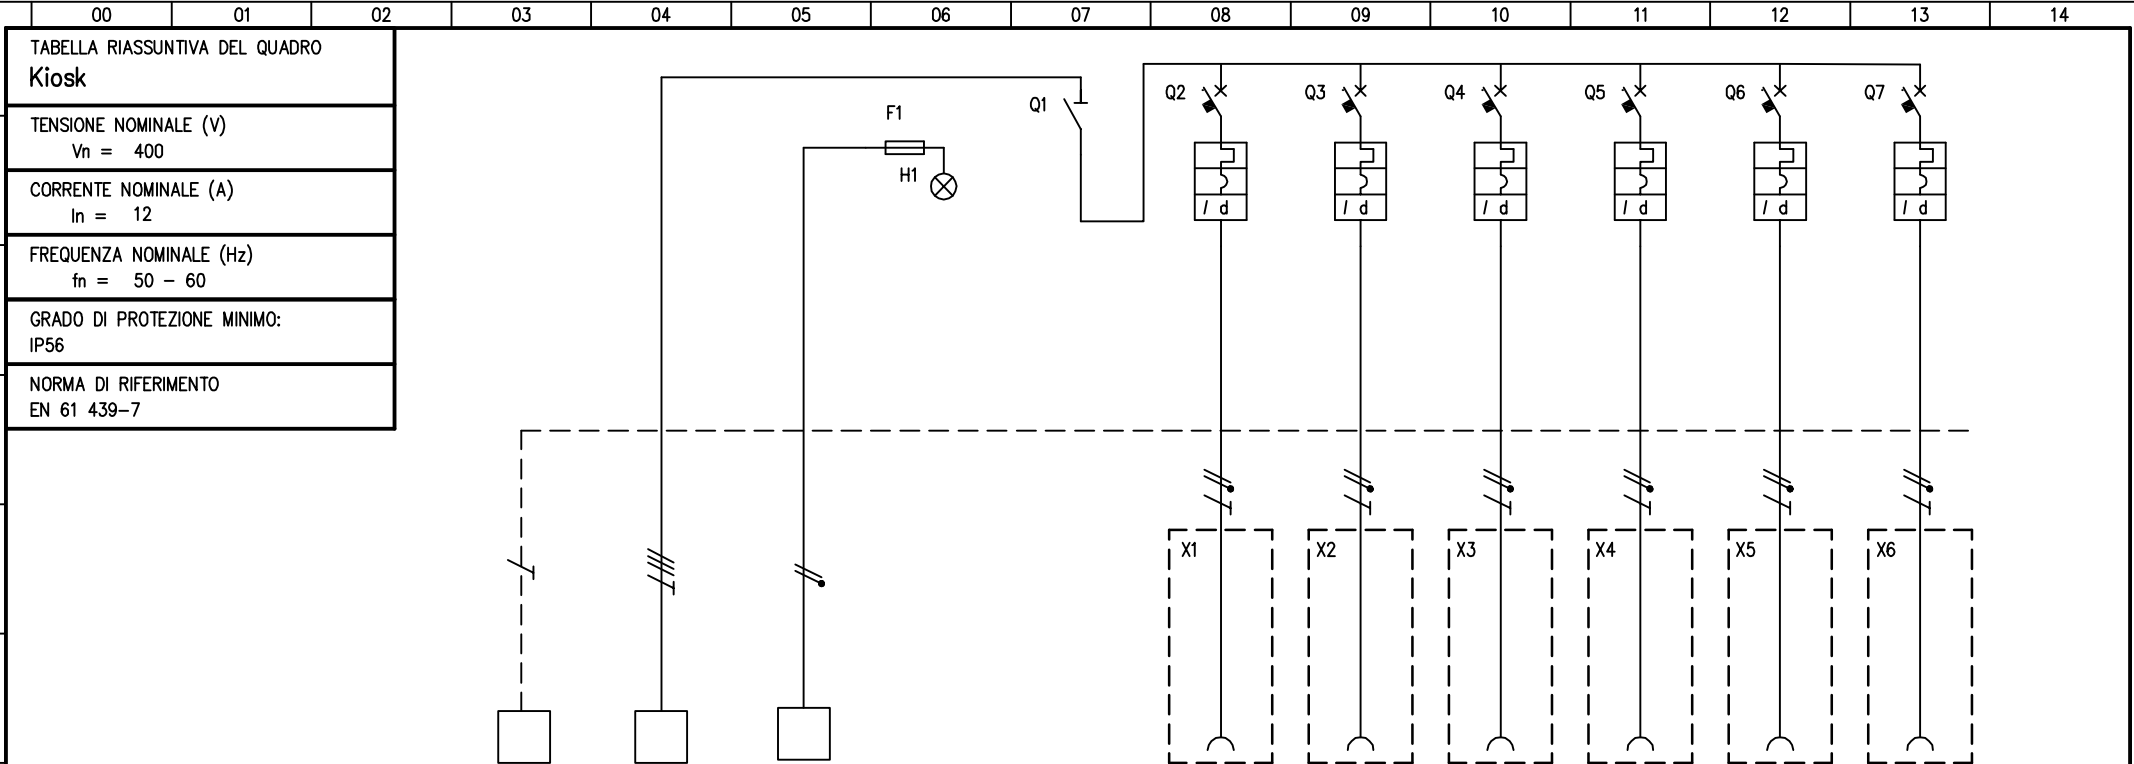 00 01 02 03 04 05 06 07 08 09 10 11 12 13 14
TABELLA RIASSUNTIVA DEL QUADRO
Kiosk
TENSIONE NOMINALE (V)
Vn = 400
CORRENTE NOMINALE (A)
In = 12
FREQUENZA NOMINALE (Hz)
fn = 50 - 60
GRADO DI PROTEZIONE MINIMO:
IP56
NORMA DI RIFERIMENTO
EN 61 439-7
F1
H1
Q1
Q2 Q3 Q4 Q5 Q6 Q7
I d I d I d I d I d I d
X1 X2 X3 X4 X5 X6